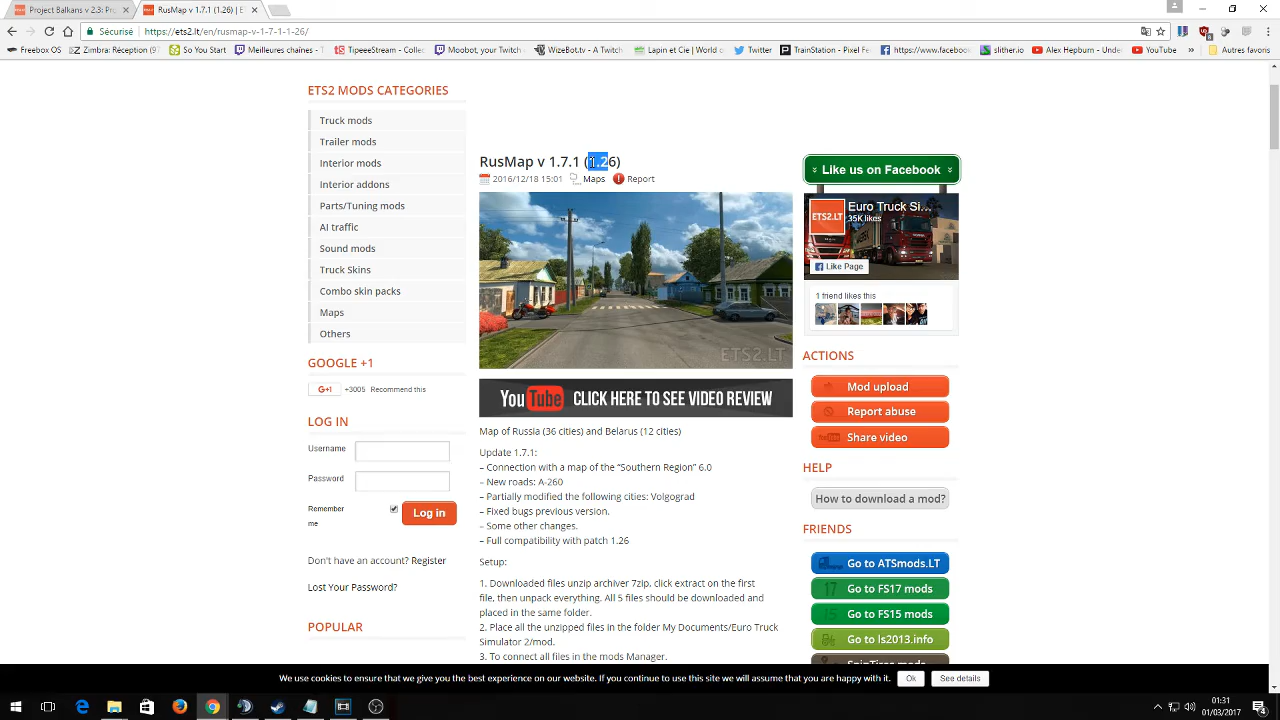 Project Balkans v 2.3: Pro
RusMap v 1.7.1 (1.26) | E
Sécurisé
https://ets2.lt/en/rusmap-v-1-7-1-1-26/
Freebox OS
Zimbra: Réception (91
So You Start
Meilleures chaînes - T
TipeeeStream - Collec
Moobot, your Twitch
WizeBot.tv - A Twitch
Lapin et Cie | World o
Twitter
TrainStation - Pixel Fe
https://www.faceboo
slither.io
Alex Hepburn - Under
YouTube
»
Autres favoris
ETS2 MODS CATEGORIES
Truck mods
Trailer mods
Interior mods
Interior addons
Parts/Tuning mods
AI traffic
Sound mods
Truck Skins
Combo skin packs
Maps
Others
GOOGLE +1
G+1 +3005 Recommend this
LOG IN
Username
Password
Remember
me
Log in
Don't have an account? Register
Lost Your Password?
POPULAR
RusMap v 1.7.1 (1.26)
2016/12/18 15:01 Maps Report
ETS2.LT
YouTube CLICK HERE TO SEE VIDEO REVIEW
Map of Russia (36 cities) and Belarus (12 cities)
Update 1.7.1:
– Connection with a map of the “Southern Region” 6.0
– New roads: A-260
– Partially modified the following cities: Volgograd
– Fixed bugs previous version.
– Some other changes.
– Full compatibility with patch 1.26
Setup:
1. Downloaded files unzip archiver 7zip, click extract on the first
file, then unpack everything. All 5 files should be downloaded and
placed in the same folder.
2. Place all the unzipped files in the folder My Documents/Euro Truck
Simulator 2/mod.
3. To connect all files in the mods Manager.
Like us on Facebook
ETS2.LT
Euro Truck Si...
35K likes
Like Page
1 friend likes this
ACTIONS
Mod upload
Report abuse
Share video
HELP
How to download a mod?
FRIENDS
Go to ATSmods.LT
17 Go to FS17 mods
15 Go to FS15 mods
Go to ls2013.info
SpinTires mods
We use cookies to ensure that we give you the best experience on our website. If you continue to use this site we will assume that you are happy with it.
Ok
See details
01:31
01/03/2017